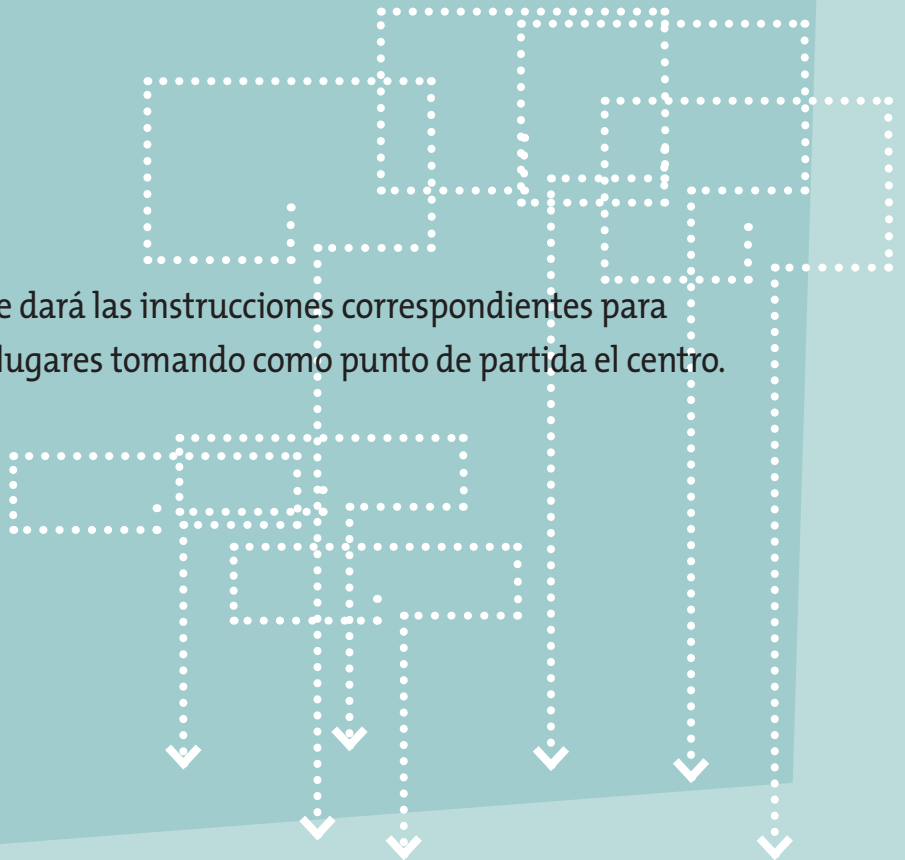 e dará las instrucciones correspondientes para
lugares tomando como punto de partida el centro.